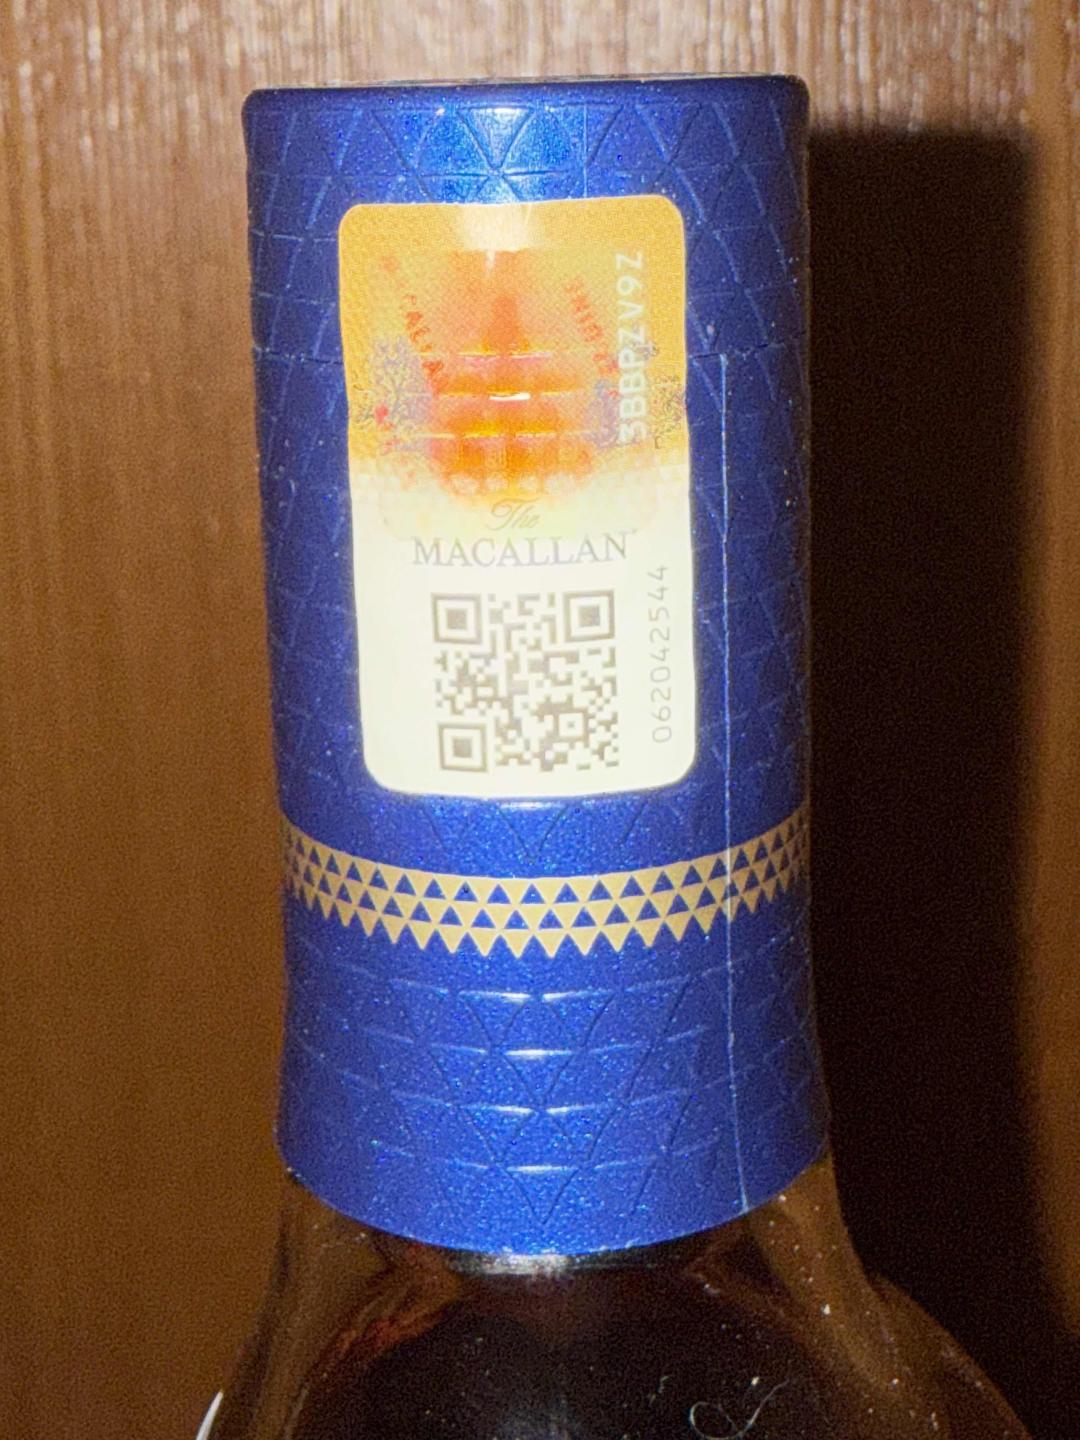 3BBPZV9Z
The
MACALLAN
062042544